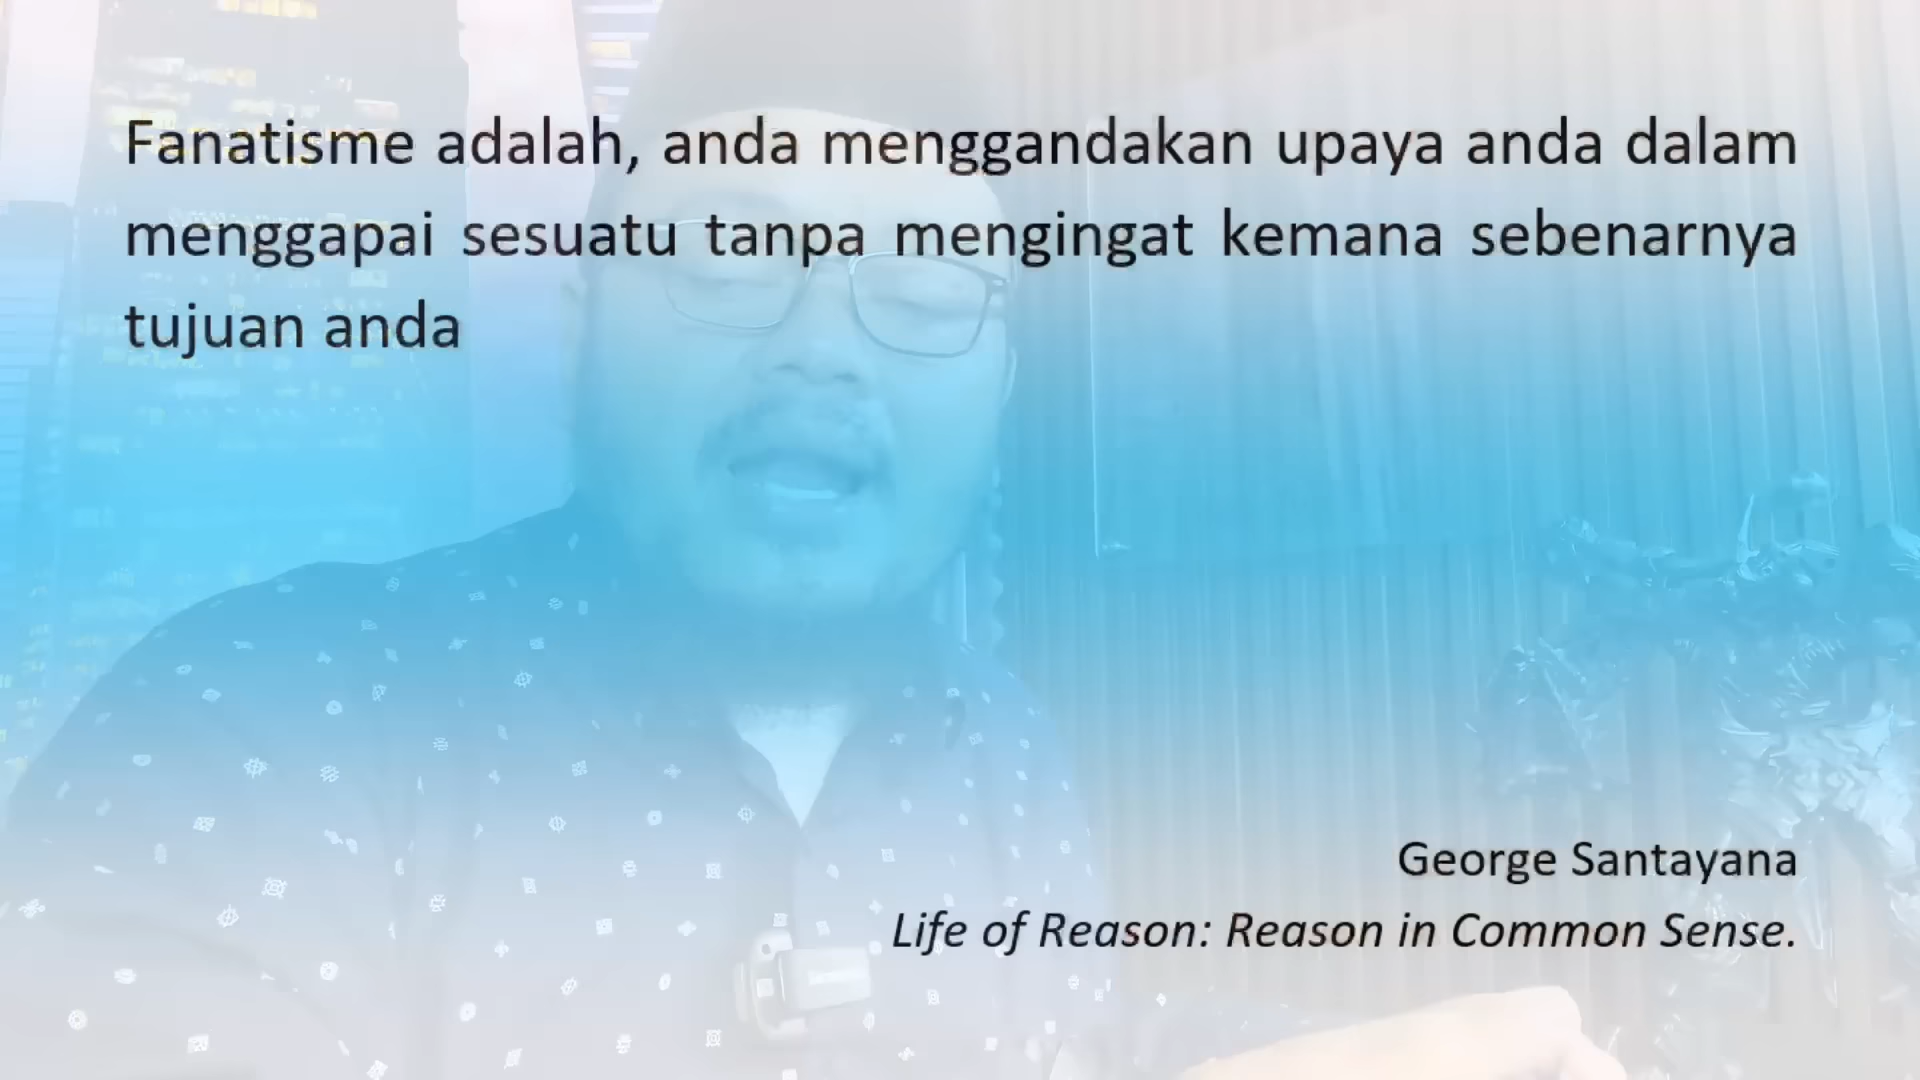 Fanatisme adalah, anda menggandakan upaya anda dalam
menggapai sesuatu tanpa mengingat kemana sebenarnya
tujuan anda
George Santayana
Life of Reason: Reason in Common Sense.